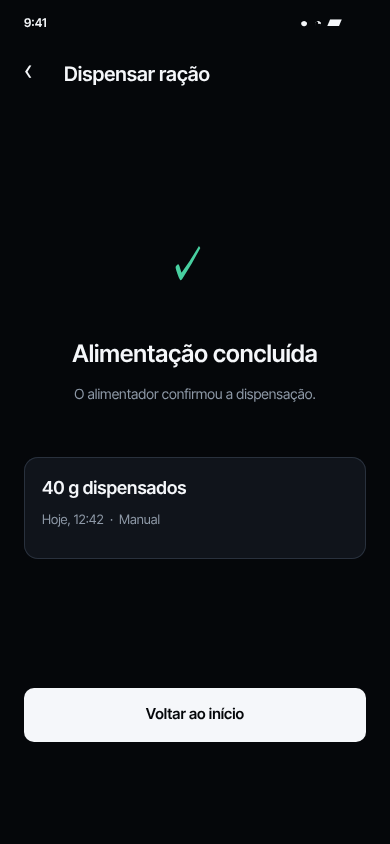 9:41
Dispensar ração
Alimentação concluída
O alimentador confirmou a dispensação.
40 g dispensados
Hoje, 12:42 · Manual
Voltar ao início